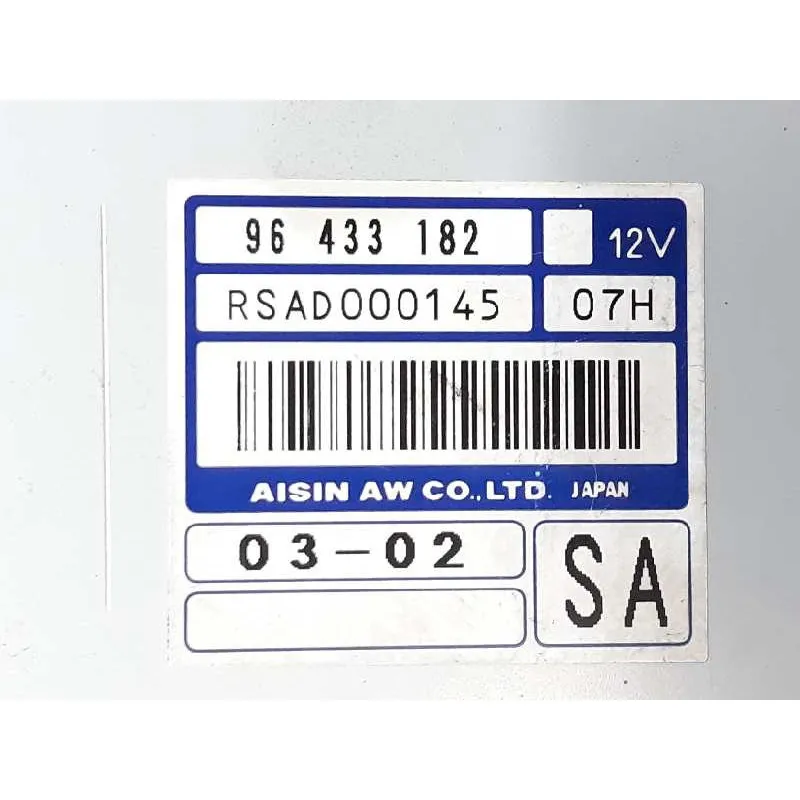 96 433 182 12V
RSAD000145 07H
AISIN AW CO.,LTD. JAPAN
03-02 SA